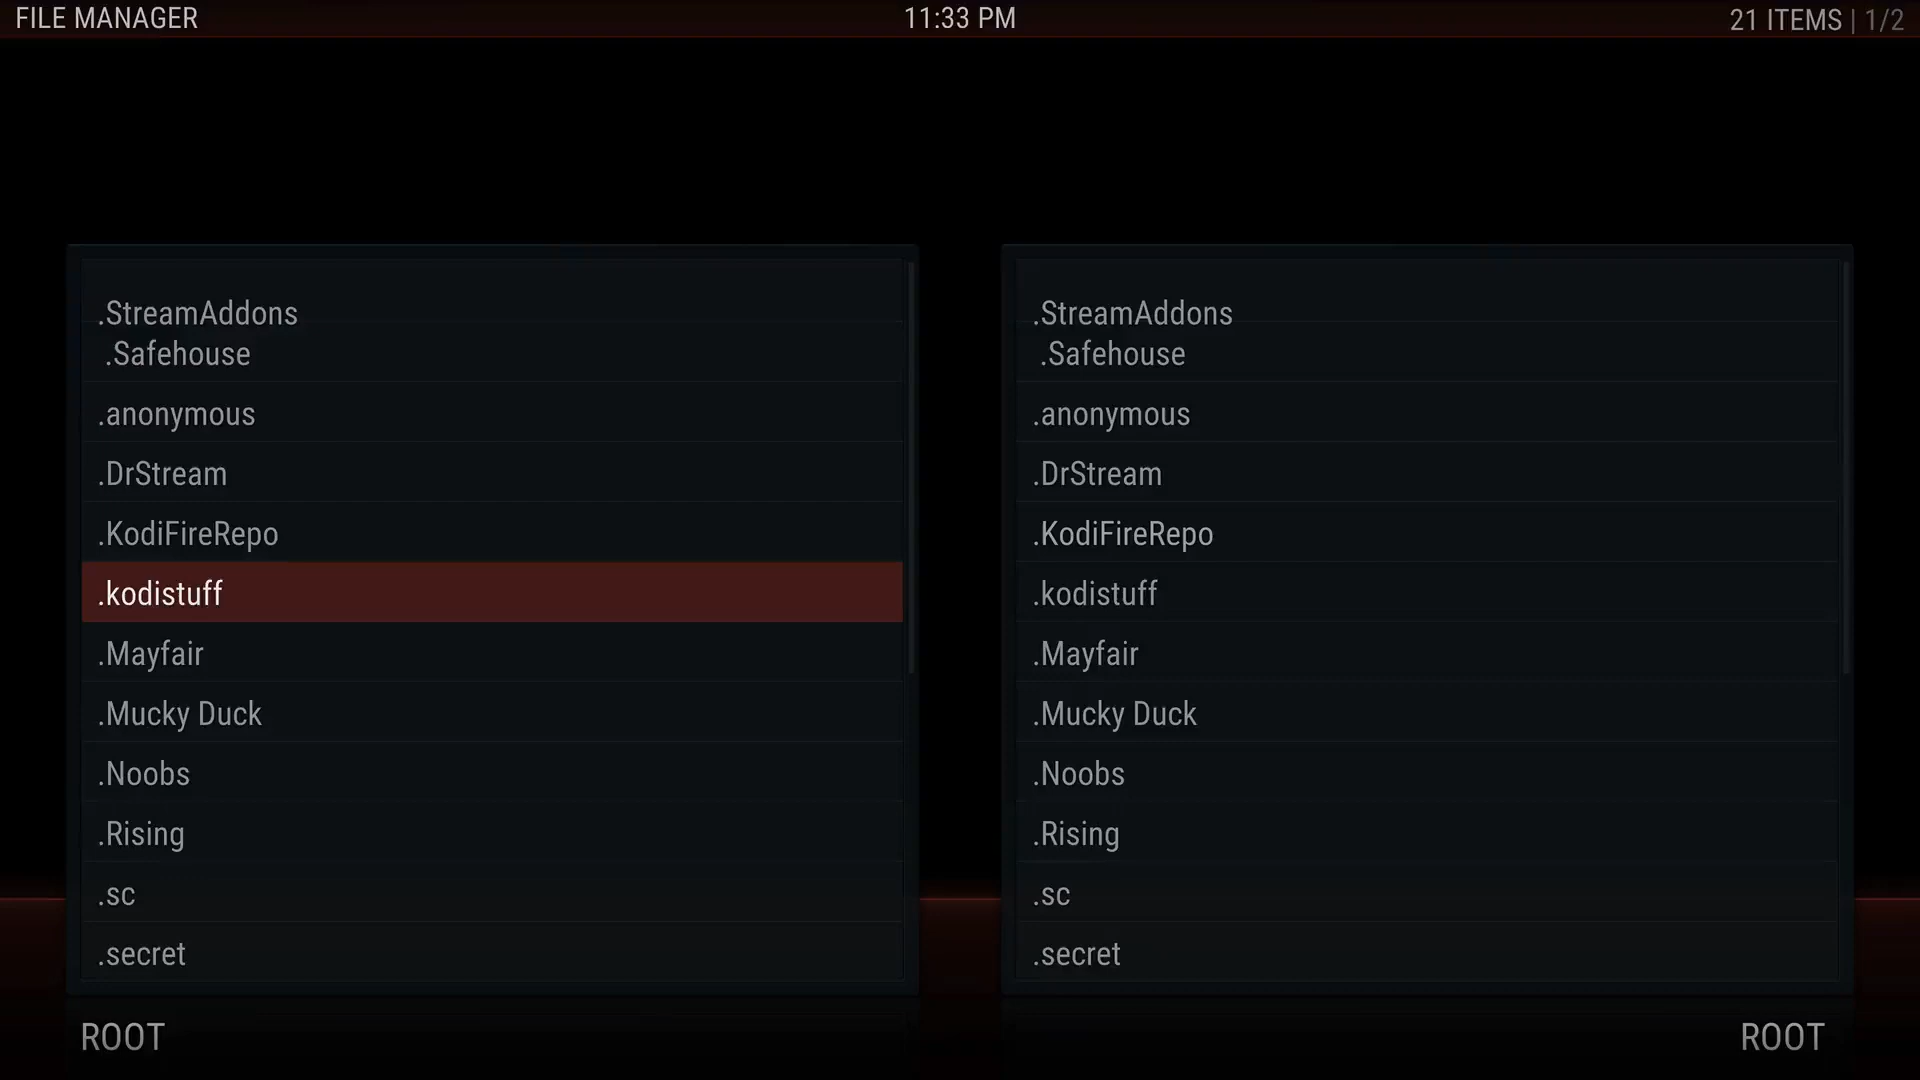 FILE MANAGER
11:33 PM
21 ITEMS | 1/2
.StreamAddons
.Safehouse
.anonymous
.DrStream
.KodiFireRepo
.kodistuff
.Mayfair
.Mucky Duck
.Noobs
.Rising
.sc
.secret
ROOT
.StreamAddons
.Safehouse
.anonymous
.DrStream
.KodiFireRepo
.kodistuff
.Mayfair
.Mucky Duck
.Noobs
.Rising
.sc
.secret
ROOT